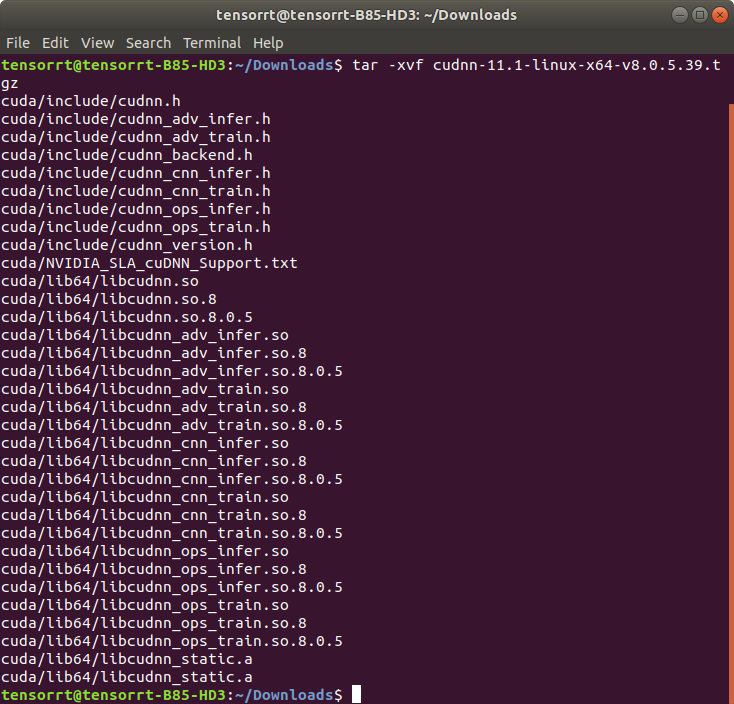 tensorrt@tensorrt-B85-HD3: ~/Downloads
File Edit View Search Terminal Help
tensorrt@tensorrt-B85-HD3:~/Downloads$ tar -xvf cudnn-11.1-linux-x64-v8.0.5.39.t
gz
cuda/include/cudnn.h
cuda/include/cudnn_adv_infer.h
cuda/include/cudnn_adv_train.h
cuda/include/cudnn_backend.h
cuda/include/cudnn_cnn_infer.h
cuda/include/cudnn_cnn_train.h
cuda/include/cudnn_ops_infer.h
cuda/include/cudnn_ops_train.h
cuda/include/cudnn_version.h
cuda/NVIDIA_SLA_cuDNN_Support.txt
cuda/lib64/libcudnn.so
cuda/lib64/libcudnn.so.8
cuda/lib64/libcudnn.so.8.0.5
cuda/lib64/libcudnn_adv_infer.so
cuda/lib64/libcudnn_adv_infer.so.8
cuda/lib64/libcudnn_adv_infer.so.8.0.5
cuda/lib64/libcudnn_adv_train.so
cuda/lib64/libcudnn_adv_train.so.8
cuda/lib64/libcudnn_adv_train.so.8.0.5
cuda/lib64/libcudnn_cnn_infer.so
cuda/lib64/libcudnn_cnn_infer.so.8
cuda/lib64/libcudnn_cnn_infer.so.8.0.5
cuda/lib64/libcudnn_cnn_train.so
cuda/lib64/libcudnn_cnn_train.so.8
cuda/lib64/libcudnn_cnn_train.so.8.0.5
cuda/lib64/libcudnn_ops_infer.so
cuda/lib64/libcudnn_ops_infer.so.8
cuda/lib64/libcudnn_ops_infer.so.8.0.5
cuda/lib64/libcudnn_ops_train.so
cuda/lib64/libcudnn_ops_train.so.8
cuda/lib64/libcudnn_ops_train.so.8.0.5
cuda/lib64/libcudnn_static.a
cuda/lib64/libcudnn_static.a
tensorrt@tensorrt-B85-HD3:~/Downloads$